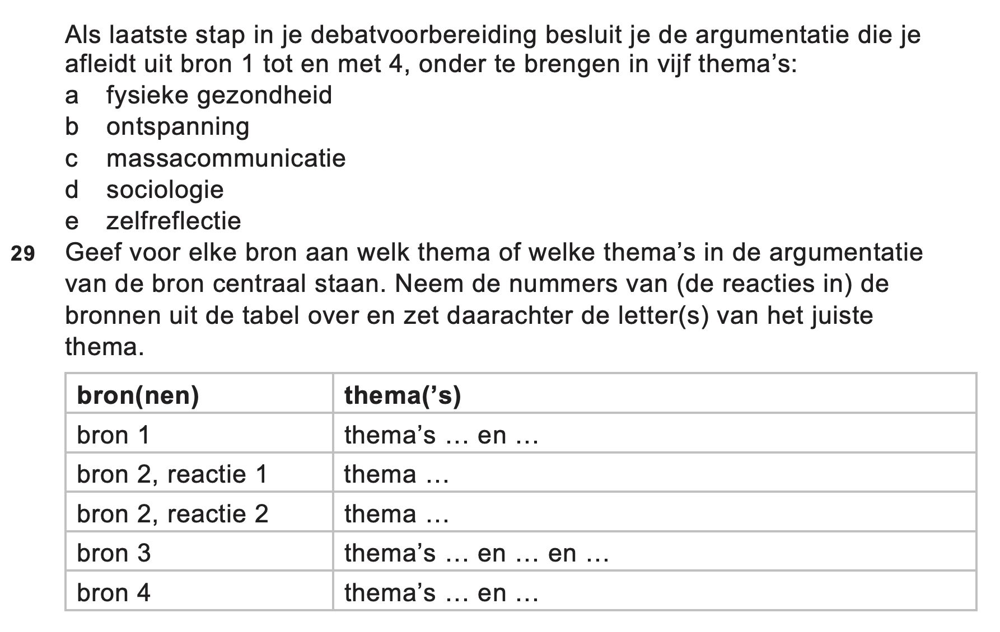 Als laatste stap in je debatvoorbereiding besluit je de argumentatie die je
afleidt uit bron 1 tot en met 4, onder te brengen in vijf thema’s:
a fysieke gezondheid
b ontspanning
c massacommunicatie
d sociologie
e zelfreflectie
29 Geef voor elke bron aan welk thema of welke thema’s in de argumentatie
van de bron centraal staan. Neem de nummers van (de reacties in) de
bronnen uit de tabel over en zet daarachter de letter(s) van het juiste
thema.
bron(nen) thema(’s)
bron 1 thema’s … en …
bron 2, reactie 1 thema …
bron 2, reactie 2 thema …
bron 3 thema’s … en … en …
bron 4 thema’s … en …